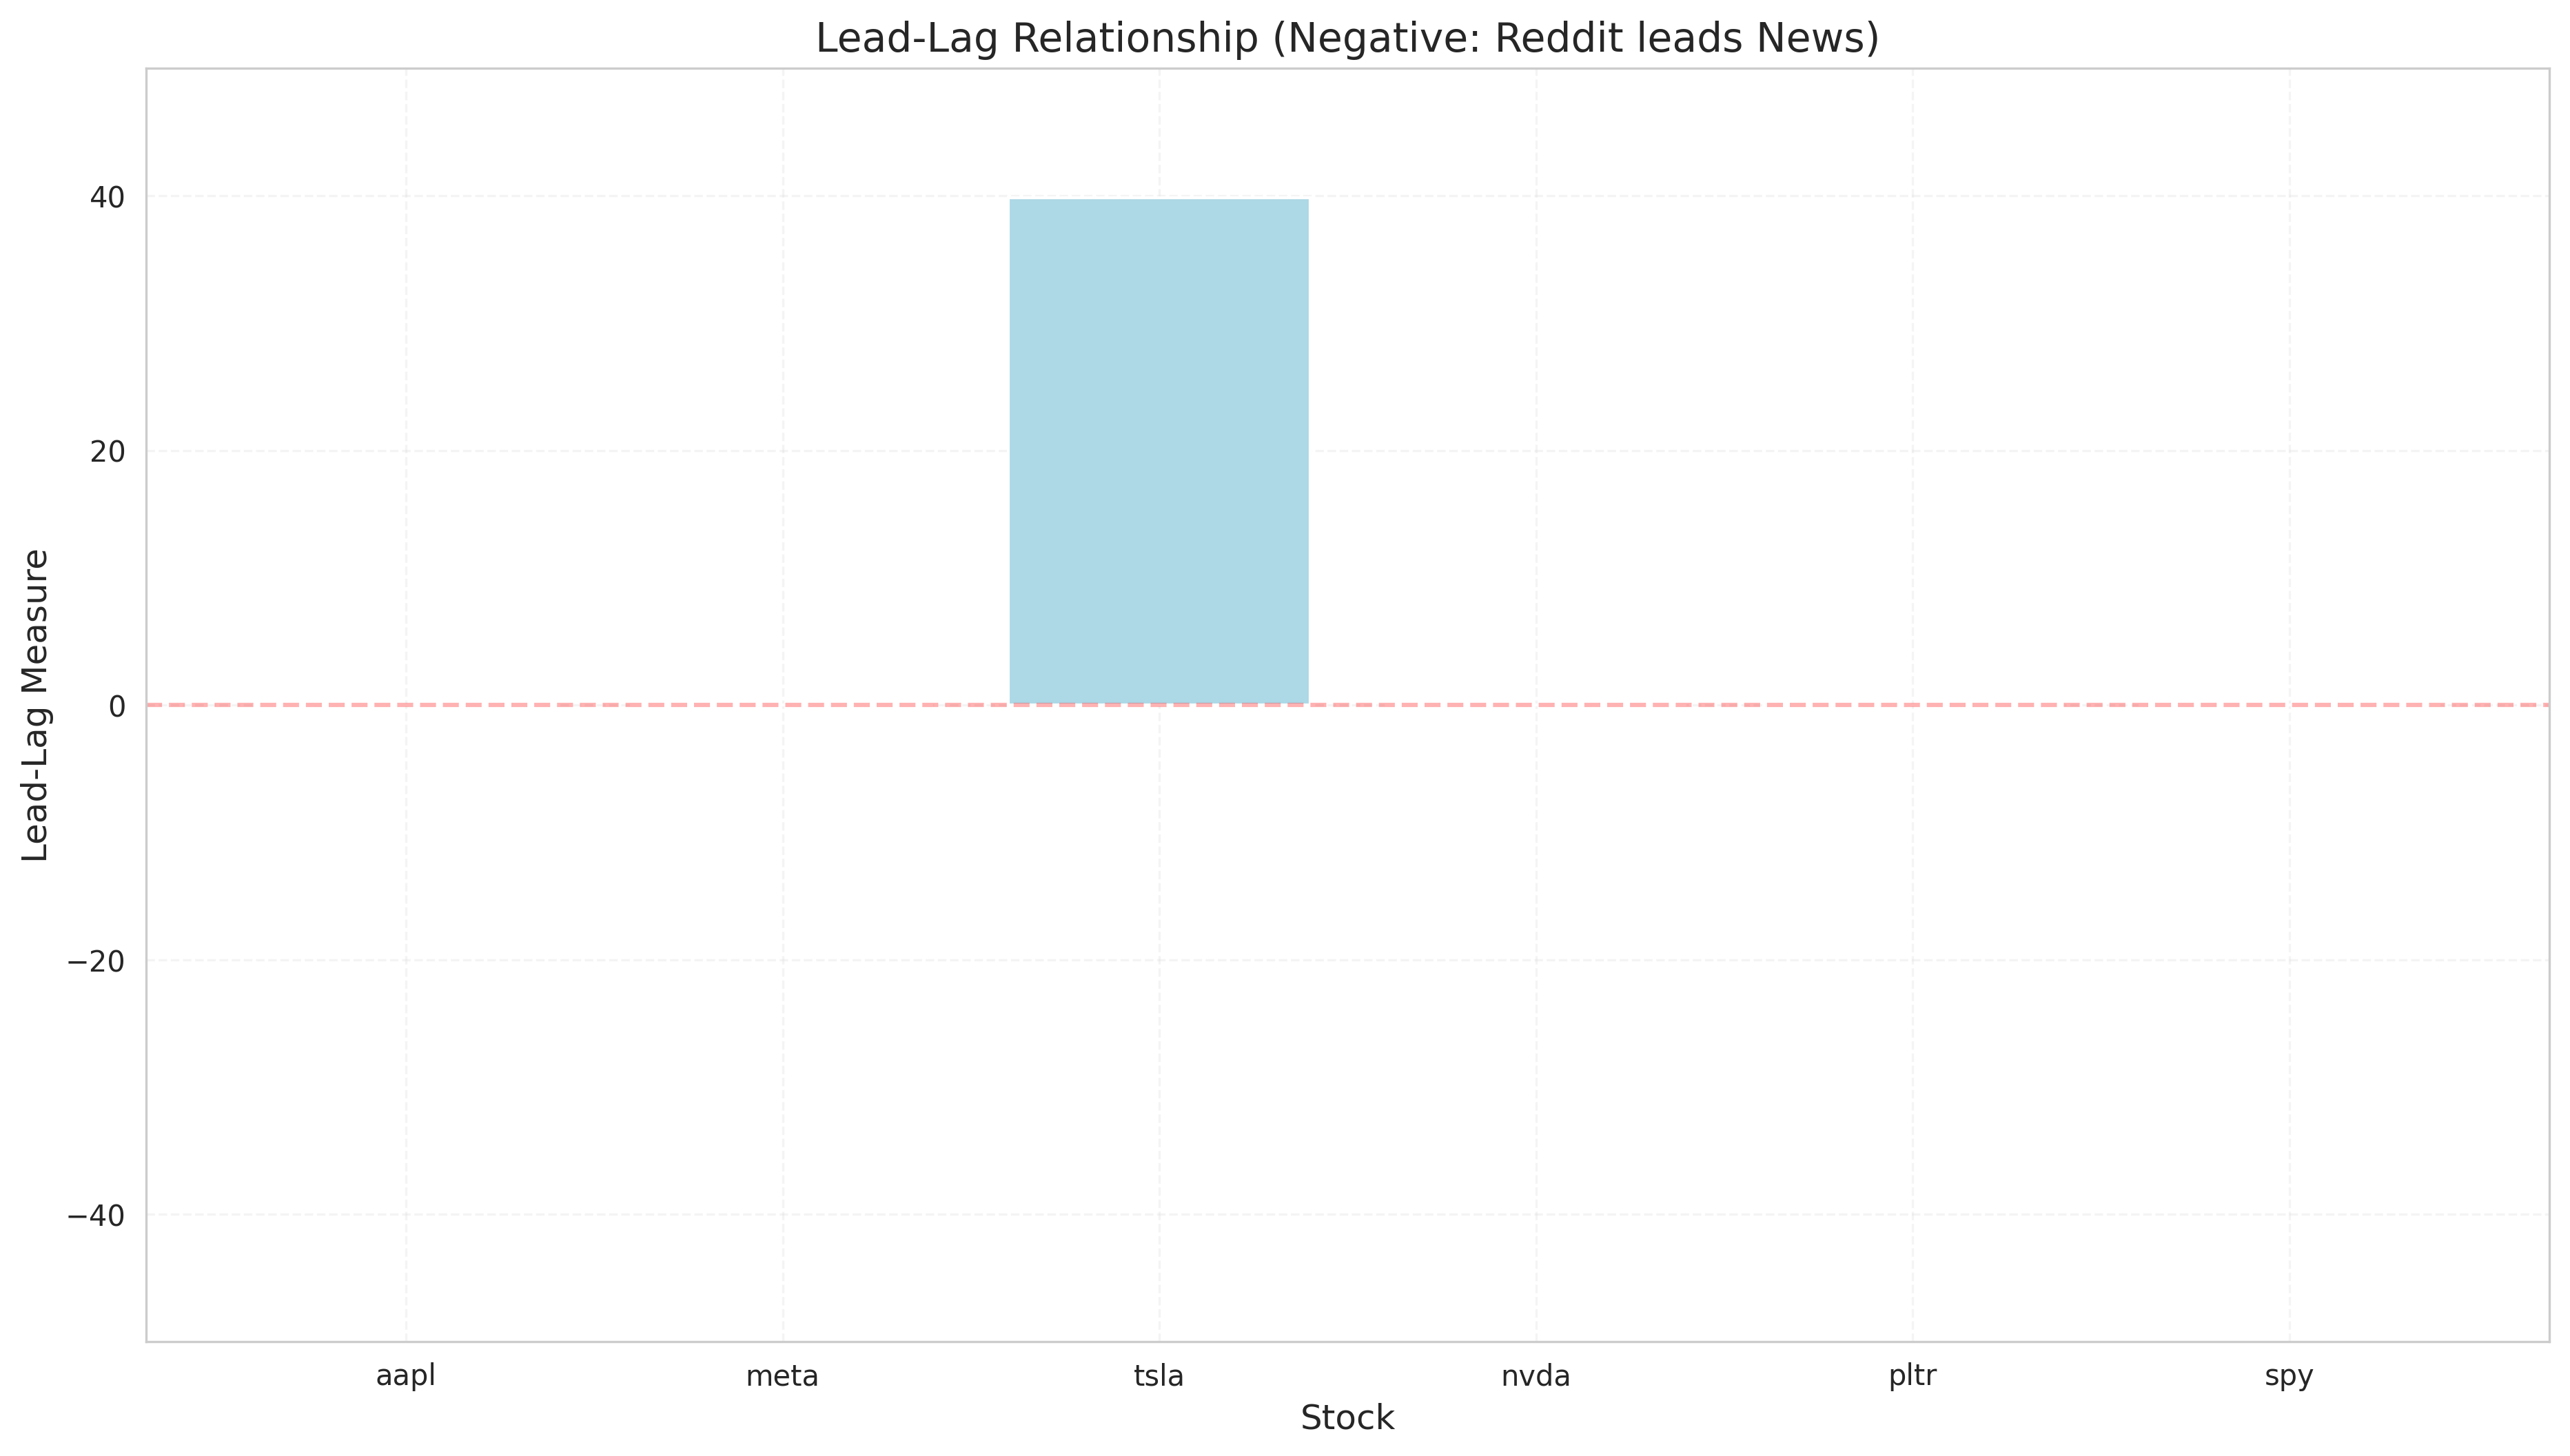 Lead-Lag Relationship (Negative: Reddit leads News)
Lead-Lag Measure
40
20
0
−20
−40
aapl meta tsla nvda pltr spy
Stock